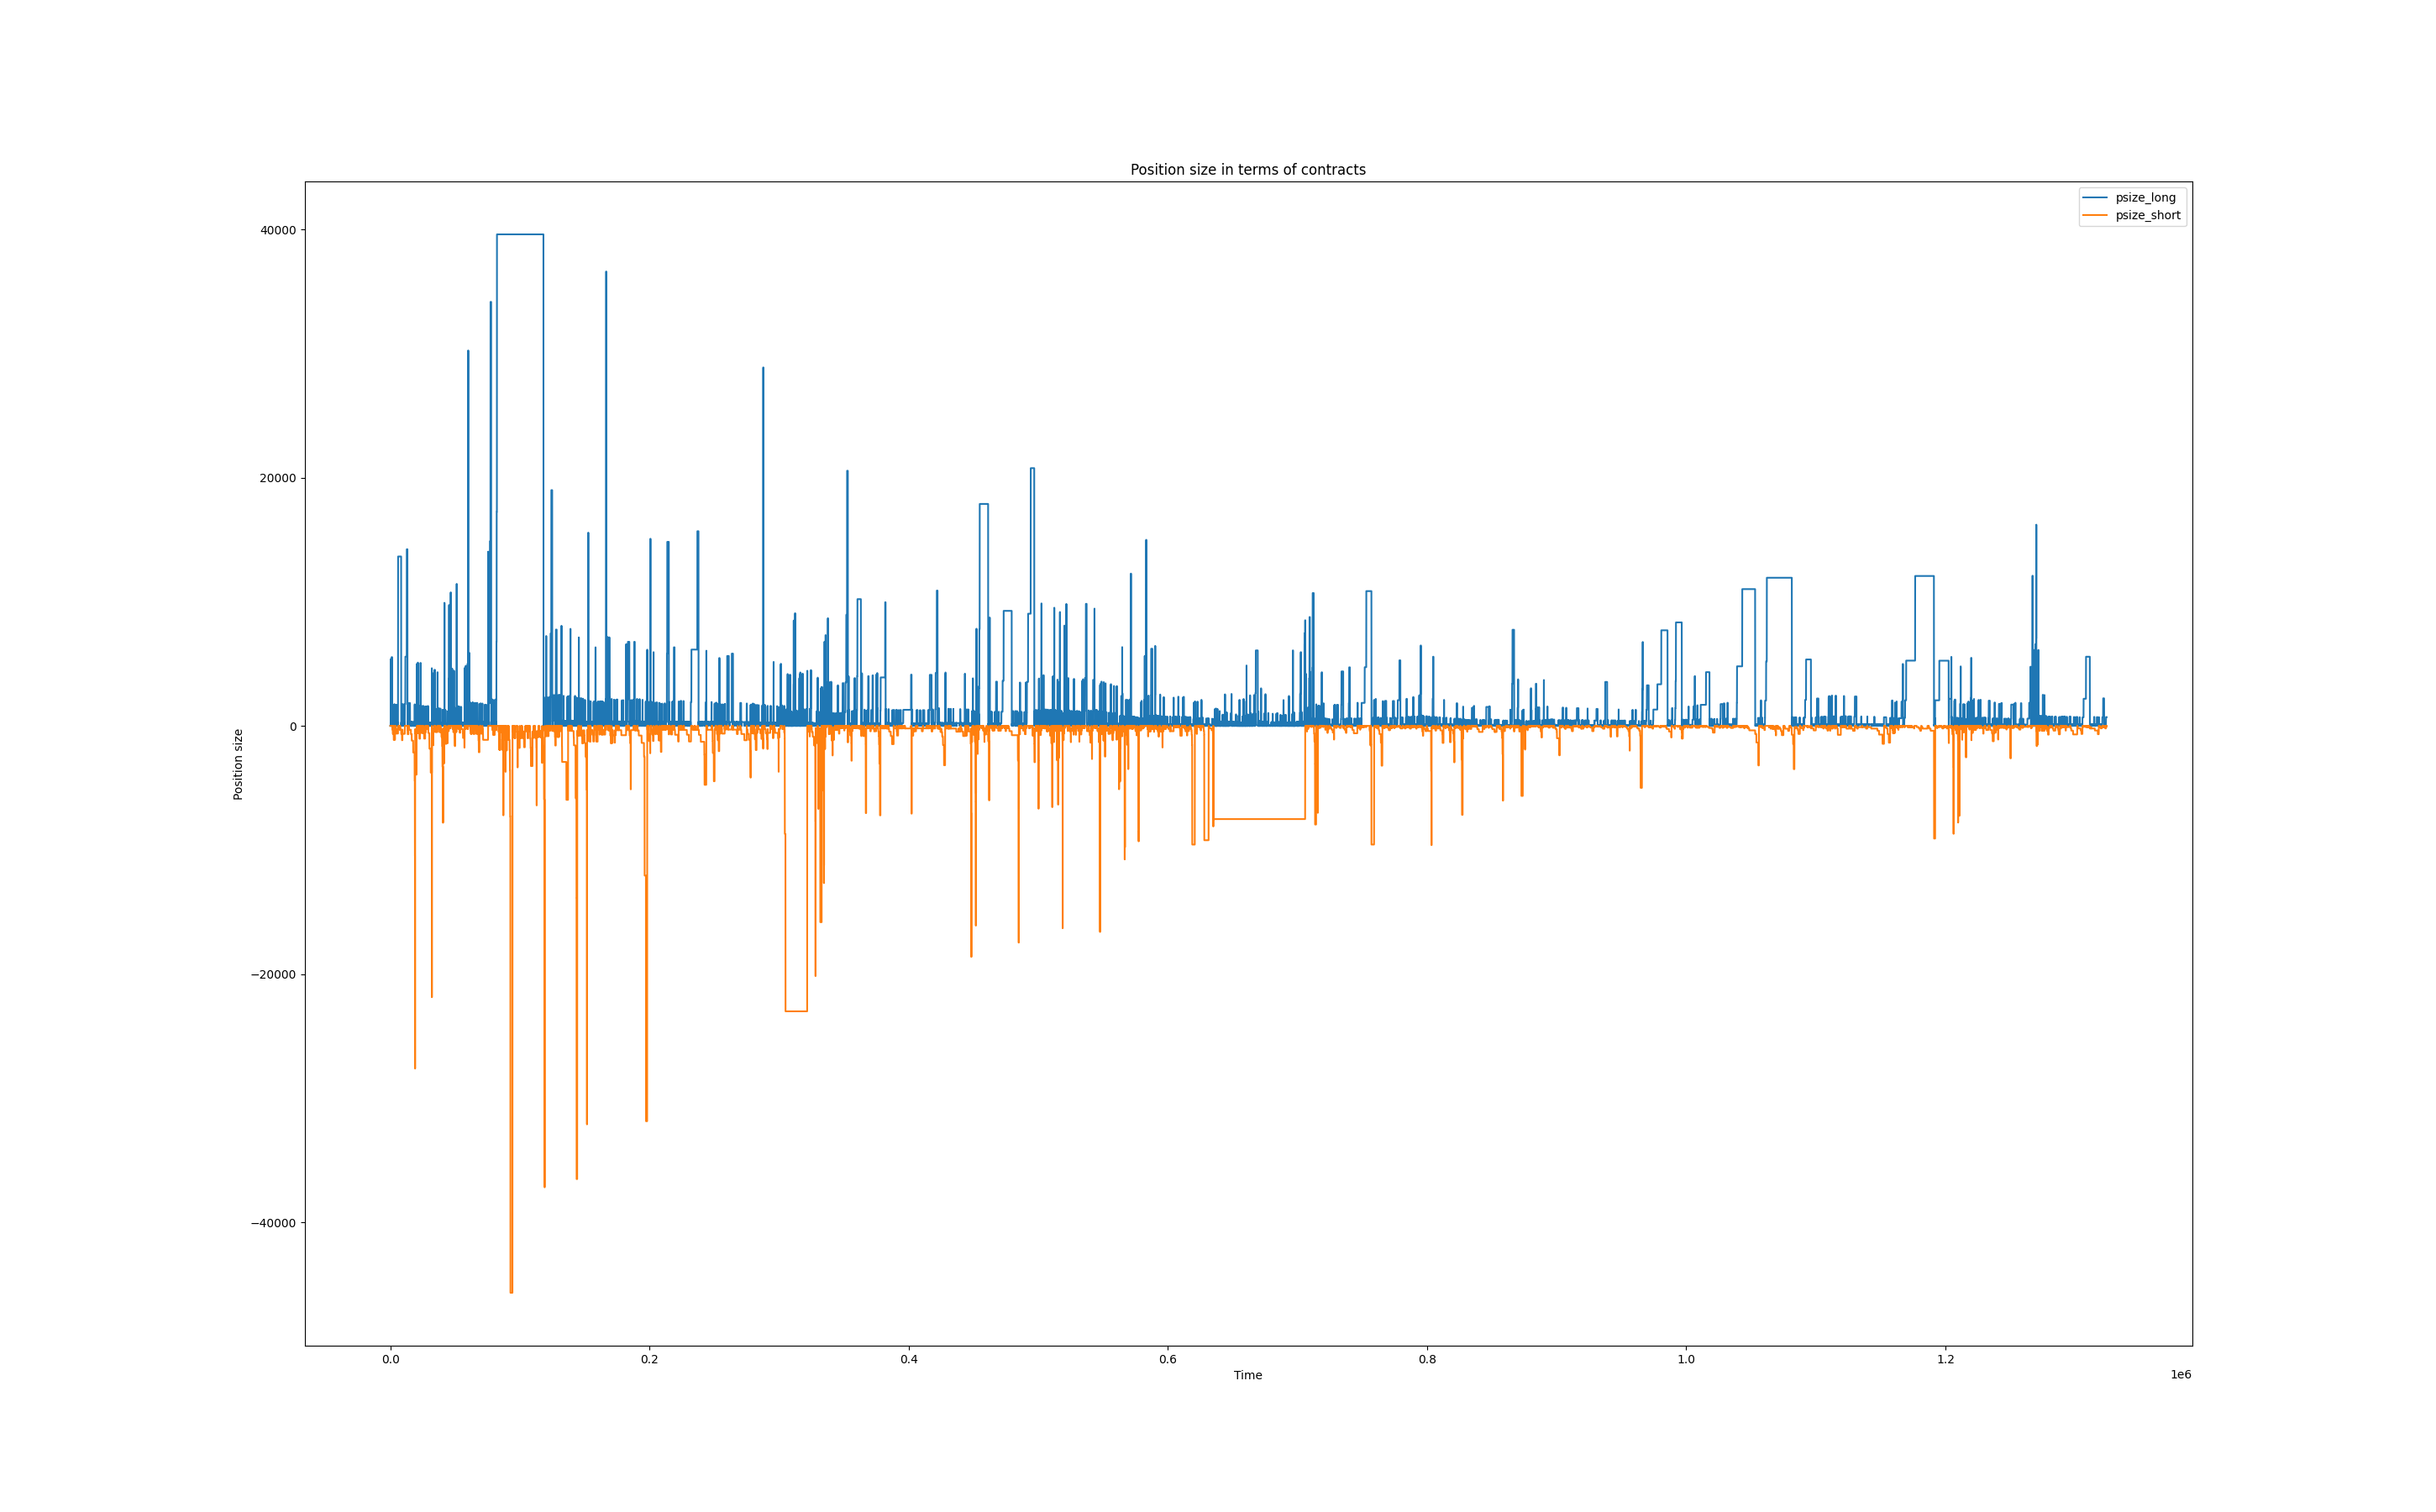 Position size in terms of contracts
psize_long
psize_short
40000
20000
0
−20000
−40000
Position size
0.0 0.2 0.4 0.6 0.8 1.0 1.2
1e6
Time